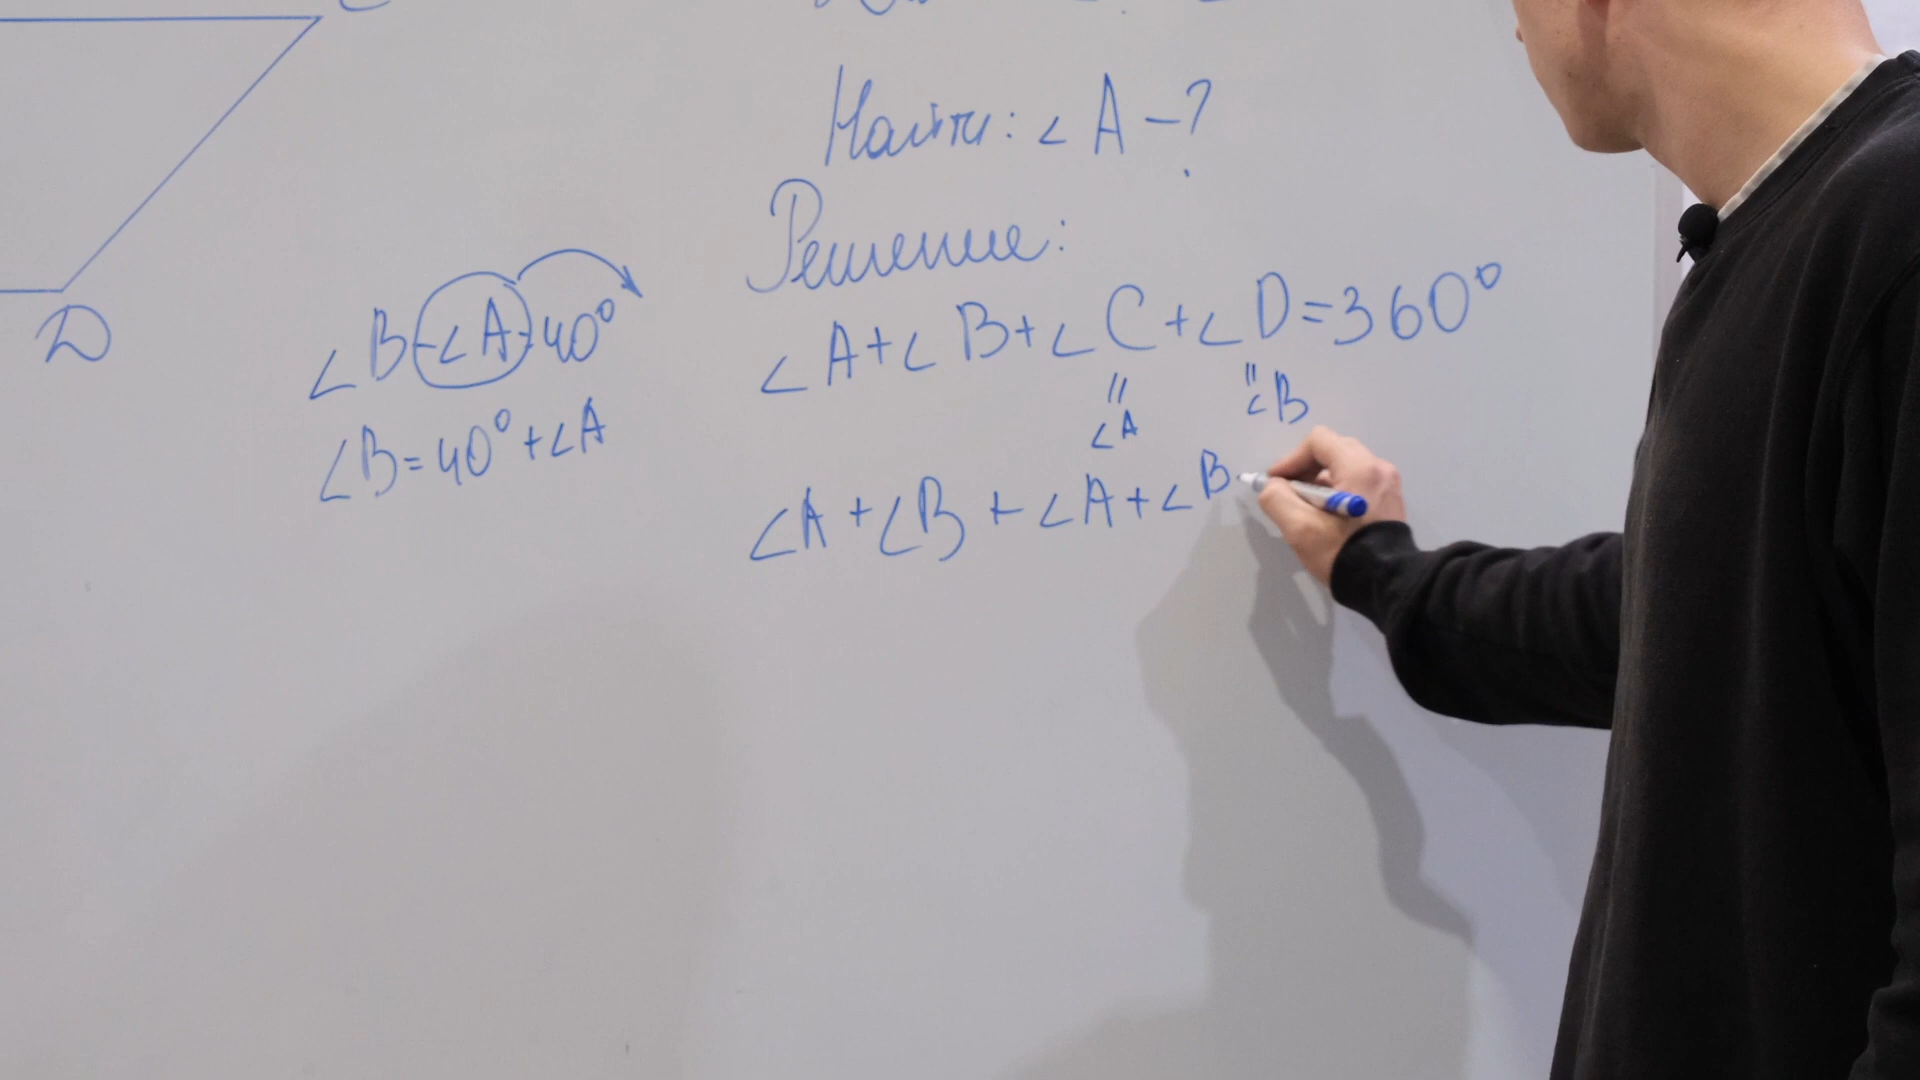 Найти: ∠A – ?
Решение:
∠A+∠B+∠C+∠D=360°
=
∠A
=
∠B
∠A+∠B+∠A+∠B
D
∠B-∠A=40°
∠B=40°+∠A